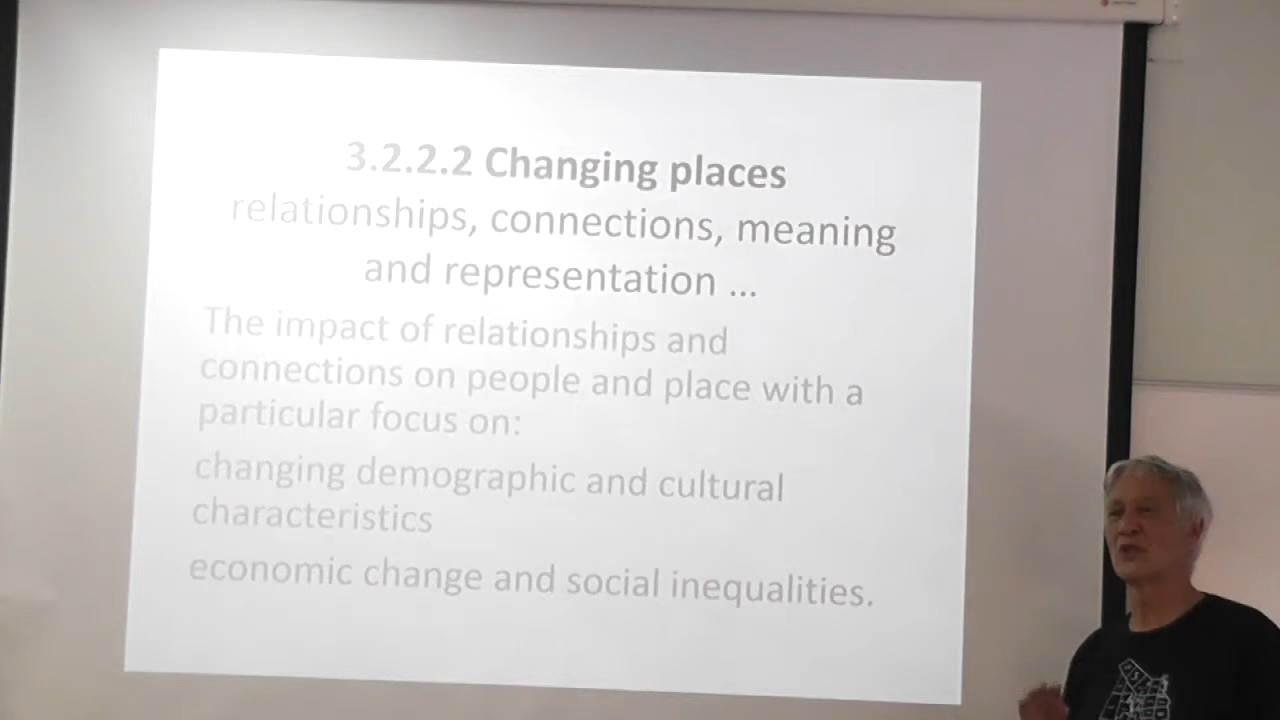 3.2.2.2 Changing places
relationships, connections, meaning
and representation ...
The impact of relationships and
connections on people and place with a
particular focus on:
changing demographic and cultural
characteristics
economic change and social inequalities.